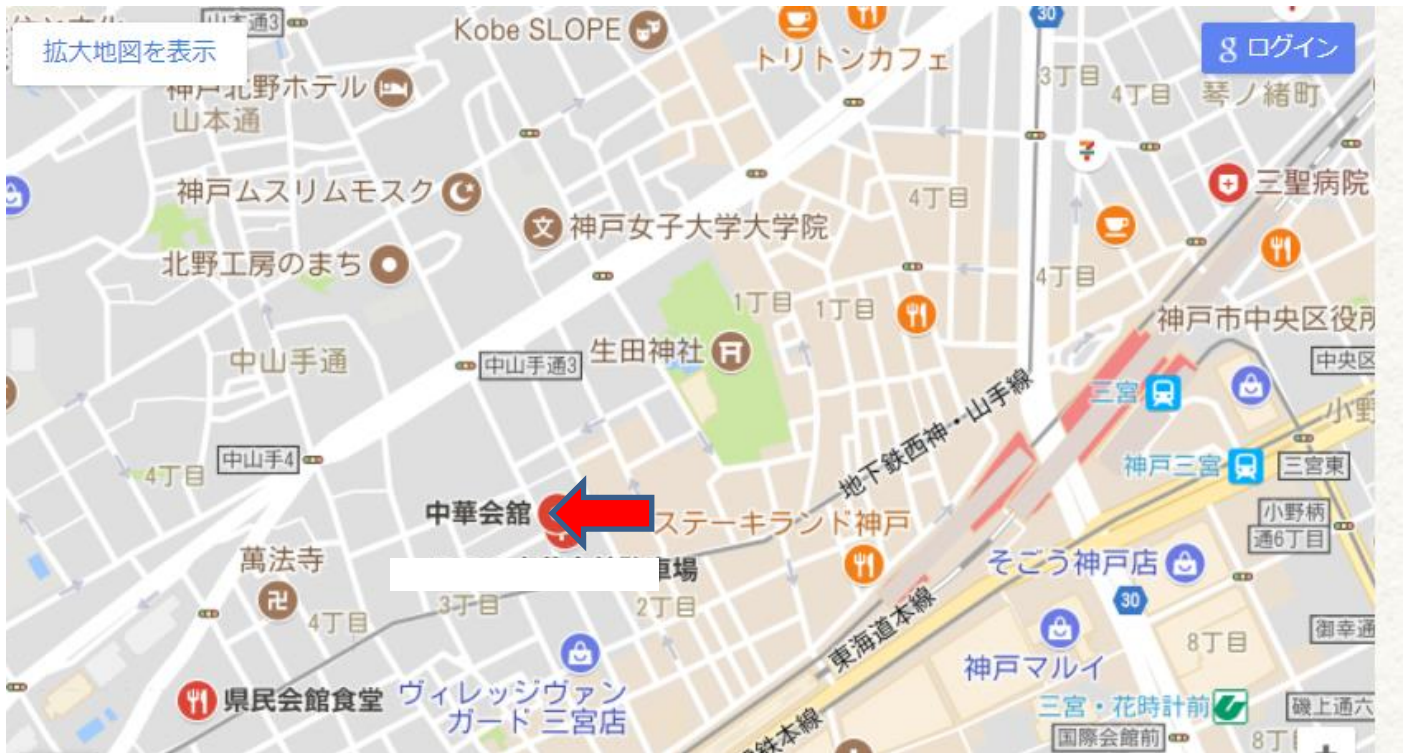 山本通3
Kobe SLOPE
30
拡大地図を表示
トリトンカフェ
g ログイン
神戸北野ホテル
3丁目
4丁目
琴ノ緒町
山本通
神戸ムスリムモスク
4丁目
三聖病院
文 神戸女子大学大学院
北野工房のまち
4丁目
1丁目
1丁目
神戸市中央区役所
中山手通
中山手通3
生田神社
中央区
三宮
小野
地下鉄西神・山手線
中山手4
4丁目
神戸三宮
三宮東
中華会館
ステーキランド神戸
小野柄
通6丁目
萬法寺
車場
そごう神戸店
卍
4丁目
3丁目
2丁目
30
東海道本線
8丁目
御幸通
神戸マルイ
県民会館食堂
ヴィレッジヴァン
ガード 三宮店
三宮・花時計前
磯上通六
国際会館前
8丁
鉄本線